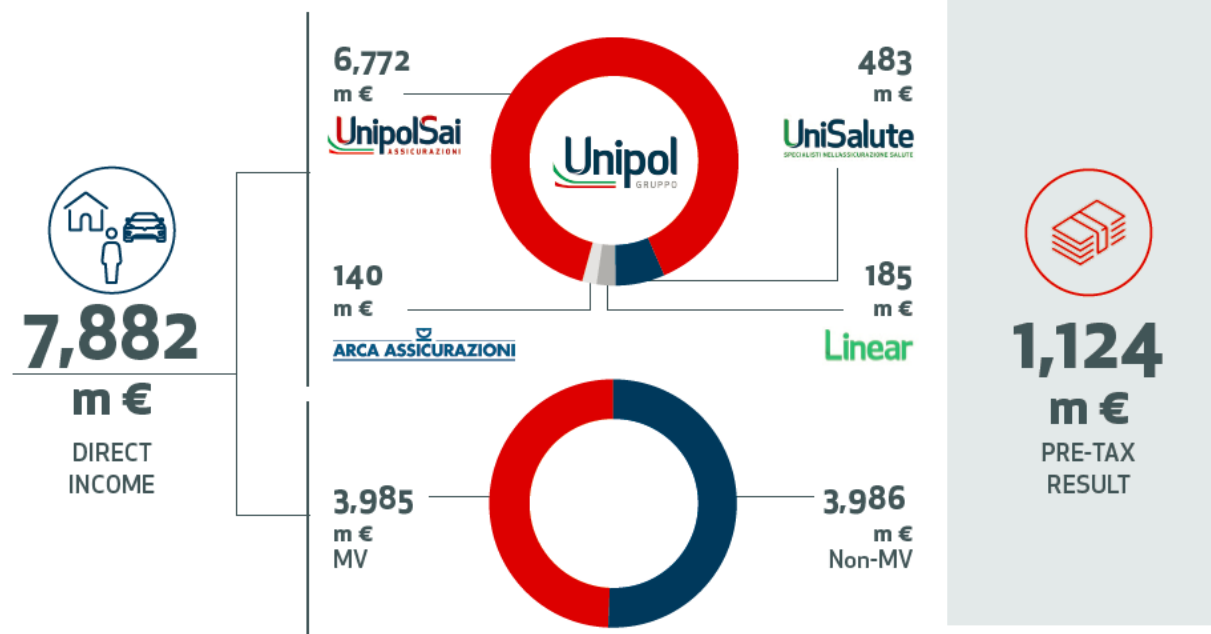 7,882
m €
DIRECT
INCOME
6,772
m €
UnipolSai
ASSICURAZIONI
Unipol
GRUPPO
483
m €
UniSalute
SPECIALISTI NELL'ASSICURAZIONE SALUTE
140
m €
ARCA ASSICURAZIONI
185
m €
Linear
3,985
m €
MV
3,986
m €
Non-MV
1,124
m €
PRE-TAX
RESULT